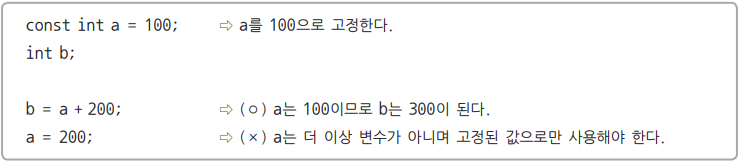 const int a = 100; ⇨ a를 100으로 고정한다.
int b;
b = a + 200; ⇨ (○) a는 100이므로 b는 300이 된다.
a = 200; ⇨ (×) a는 더 이상 변수가 아니며 고정된 값으로만 사용해야 한다.